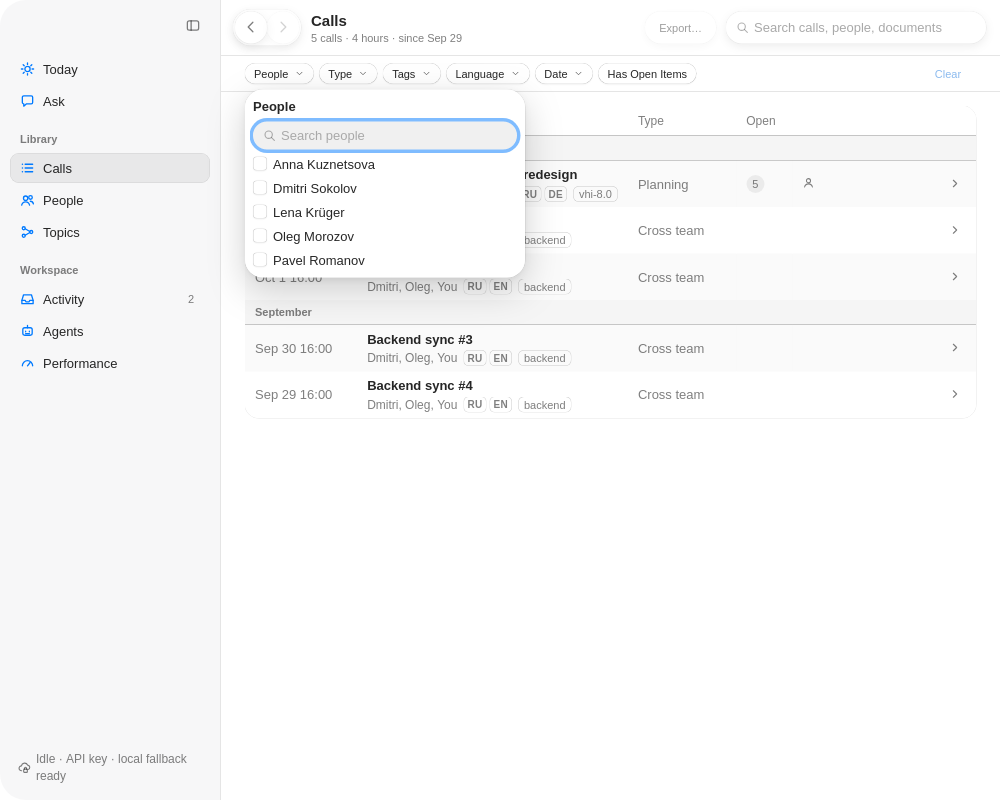 Today
Ask
Library
Calls
People
Topics
Workspace
Activity 2
Agents
Performance
Idle · API key · local fallback
ready
Calls
5 calls · 4 hours · since Sep 29
Export…
Search calls, people, documents
People Type Tags Language Date Has Open Items
Clear
People
Search people
Anna Kuznetsova
Dmitri Sokolov
Lena Krüger
Oleg Morozov
Pavel Romanov
Type Open
redesign
RU DE vhi-8.0
Planning 5
backend
Cross team
Oct 1 16:00
Dmitri, Oleg, You RU EN backend
Cross team
September
Sep 30 16:00
Backend sync #3
Dmitri, Oleg, You RU EN backend
Cross team
Sep 29 16:00
Backend sync #4
Dmitri, Oleg, You RU EN backend
Cross team